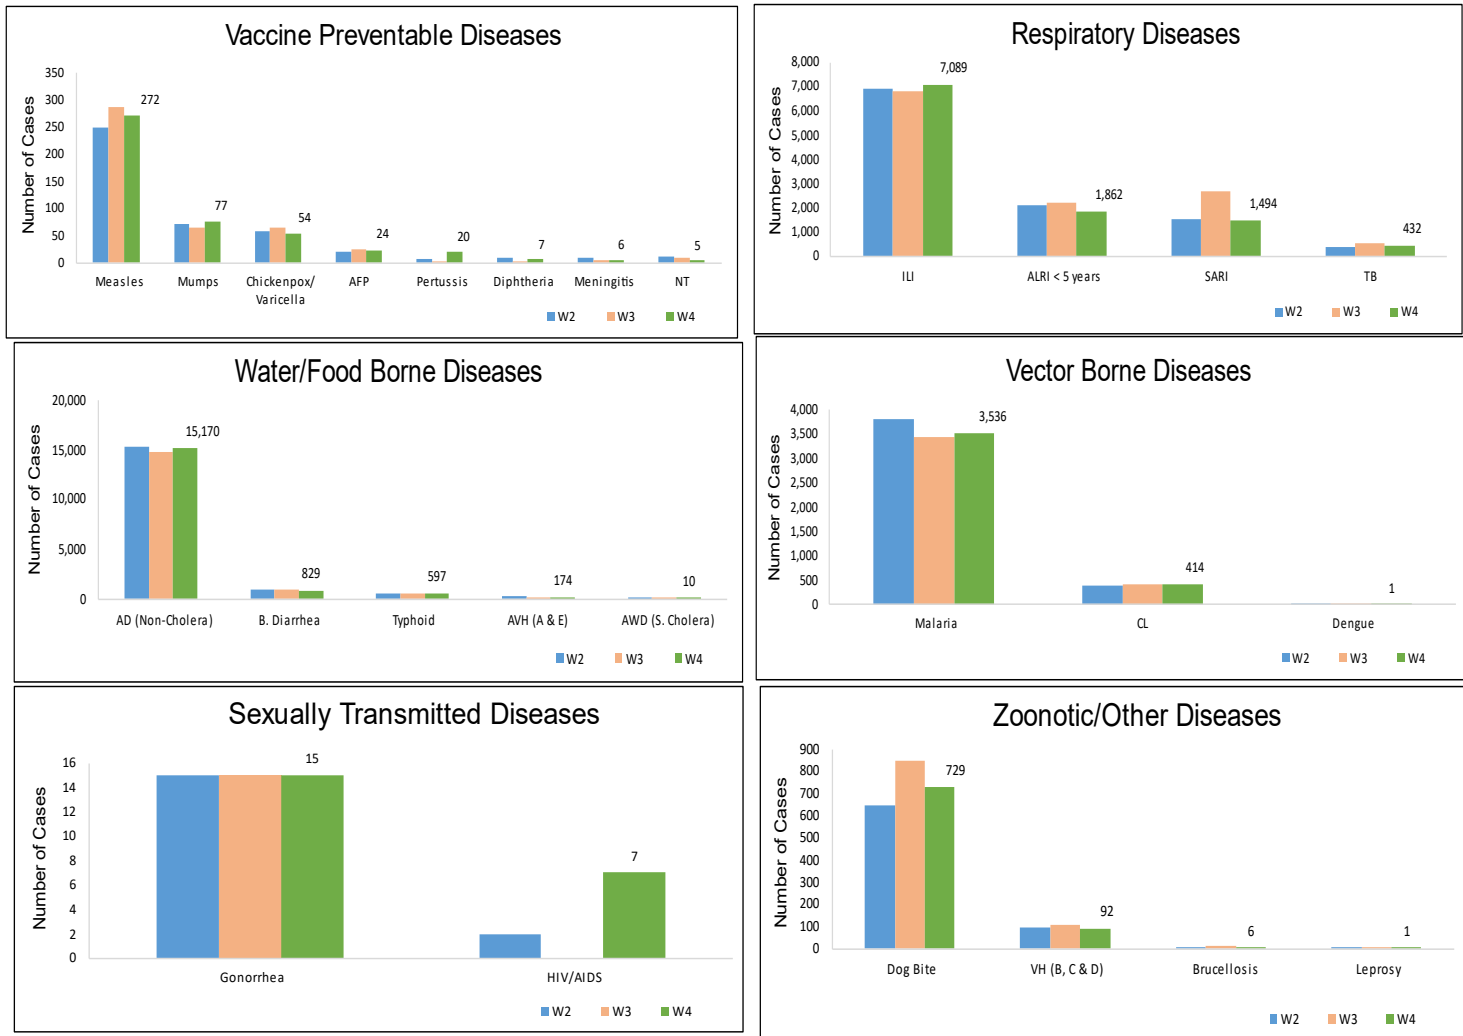 Vaccine Preventable Diseases
Number of Cases
350
300
250
200
150
100
50
0
272
77
54
24
20
7
6
5
Measles
Mumps
Chickenpox/
Varicella
AFP
Pertussis
Diphtheria
Meningitis
NT
W2
W3
W4
Respiratory Diseases
Number of Cases
8,000
7,000
6,000
5,000
4,000
3,000
2,000
1,000
0
7,089
1,862
1,494
432
ILI
ALRI < 5 years
SARI
TB
W2
W3
W4
Water/Food Borne Diseases
Number of Cases
20,000
15,000
10,000
5,000
0
15,170
829
597
174
10
AD (Non-Cholera)
B. Diarrhea
Typhoid
AVH (A & E)
AWD (S. Cholera)
W2
W3
W4
Vector Borne Diseases
Number of Cases
4,000
3,500
3,000
2,500
2,000
1,500
1,000
500
0
3,536
414
1
Malaria
CL
Dengue
W2
W3
W4
Sexually Transmitted Diseases
Number of Cases
16
14
12
10
8
6
4
2
0
15
7
Gonorrhea
HIV/AIDS
W2
W3
W4
Zoonotic/Other Diseases
Number of Cases
900
800
700
600
500
400
300
200
100
0
729
92
6
1
Dog Bite
VH (B, C & D)
Brucellosis
Leprosy
W2
W3
W4